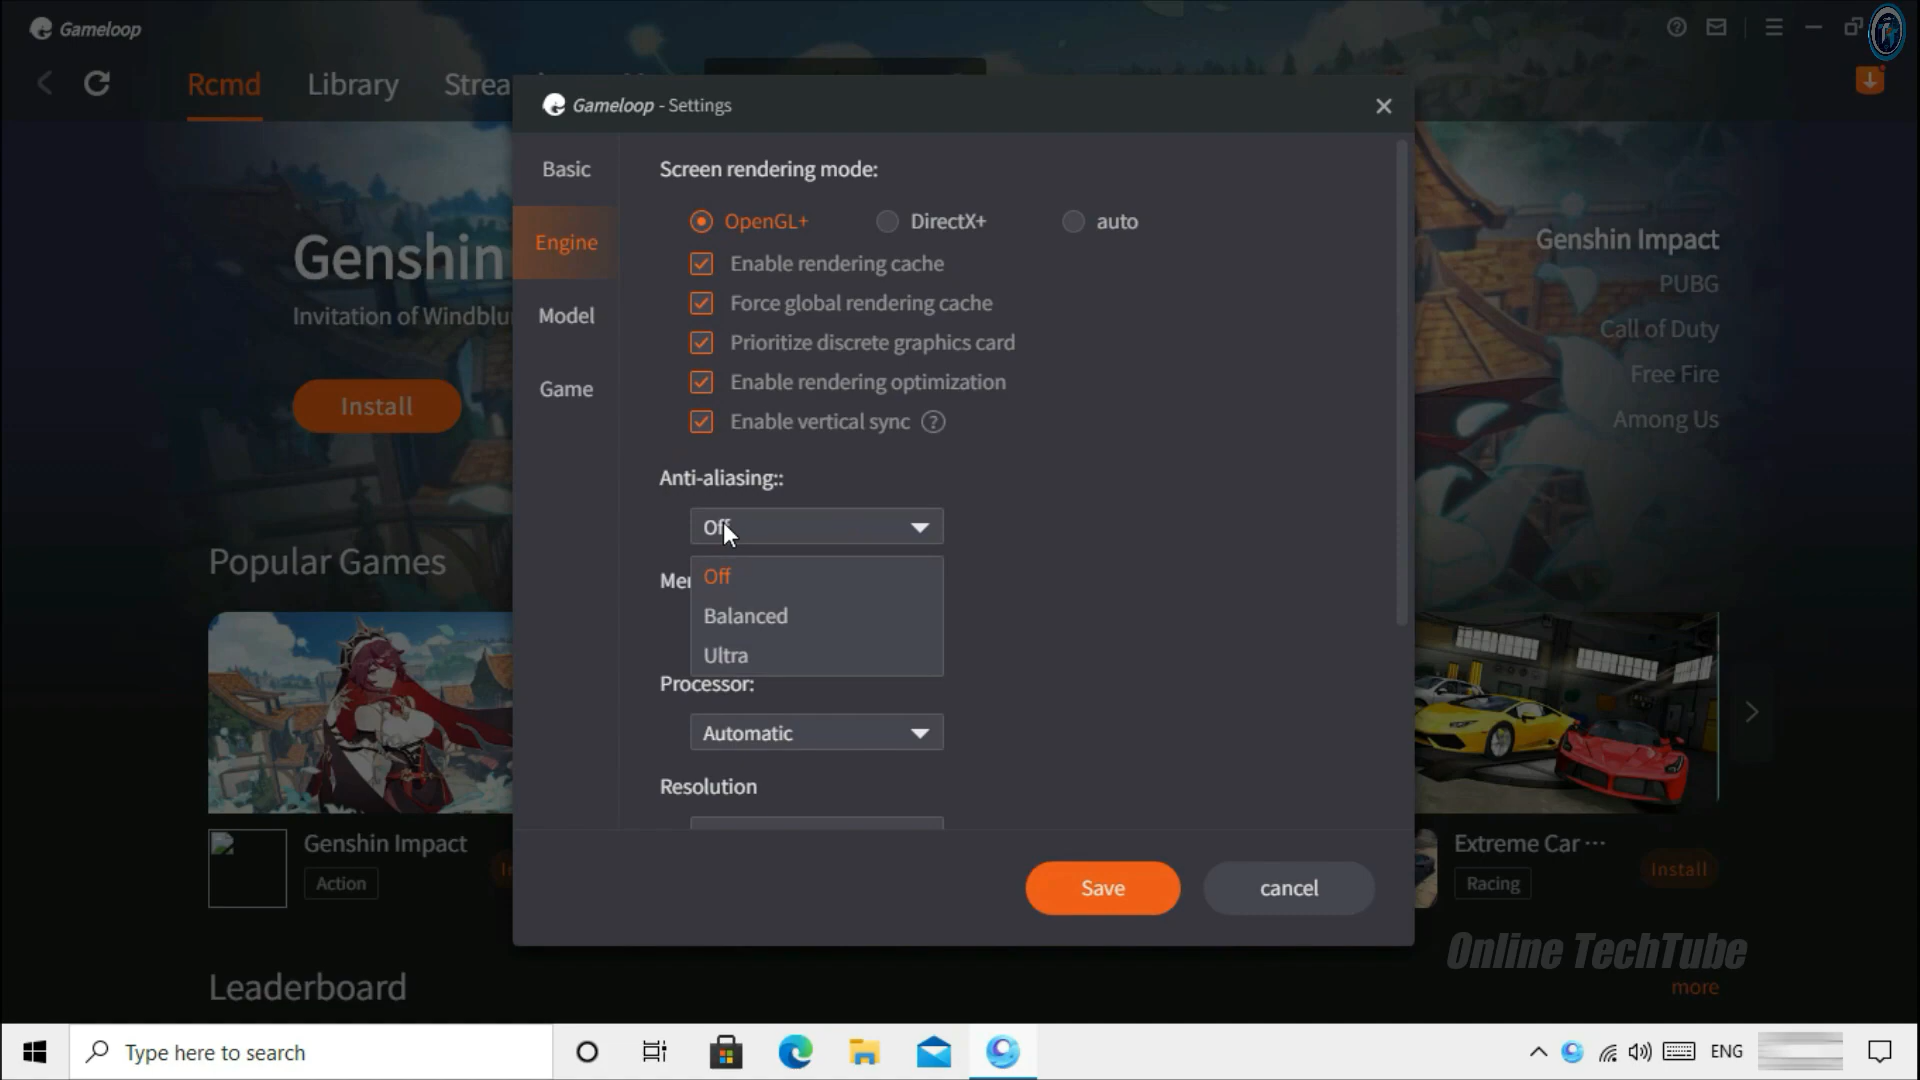 Gameloop
Rcmd Library Strea
Gameloop - Settings
Basic
Engine
Model
Game
Screen rendering mode:
OpenGL+ DirectX+ auto
Enable rendering cache
Force global rendering cache
Prioritize discrete graphics card
Enable rendering optimization
Enable vertical sync ?
Anti-aliasing::
Off
Off
Balanced
Ultra
Mer
Processor:
Automatic
Resolution
Save cancel
Genshin
Invitation of Windblu
Install
Genshin Impact
PUBG
Call of Duty
Free Fire
Among Us
Popular Games
Genshin Impact
Action
In
Extreme Car ···
Racing
Install
Leaderboard
more
Online TechTube
Type here to search
ENG